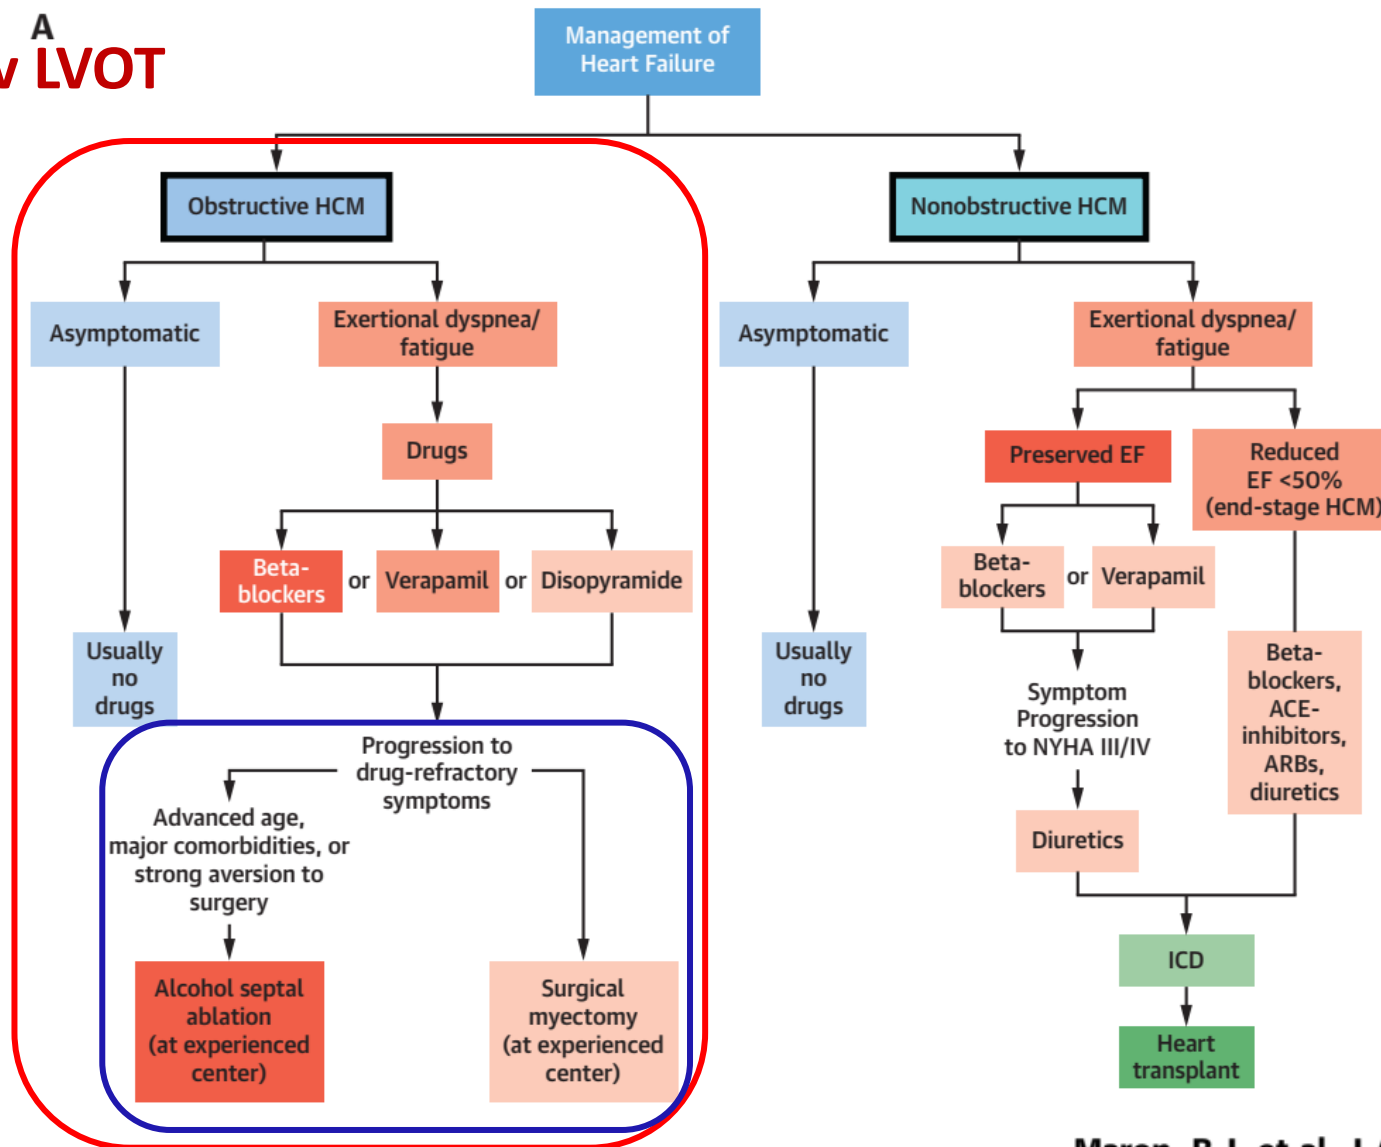 A
v LVOT
Management of
Heart Failure
Obstructive HCM
Nonobstructive HCM
Asymptomatic
Exertional dyspnea/
fatigue
Asymptomatic
Exertional dyspnea/
fatigue
Drugs
Preserved EF
Reduced
EF <50%
(end-stage HCM)
Beta-
blockers
or
Verapamil
or
Disopyramide
Beta-
blockers
or
Verapamil
Usually
no
drugs
Usually
no
drugs
Beta-
blockers,
ACE-
inhibitors,
ARBs,
diuretics
Symptom
Progression
to NYHA III/IV
Progression to
drug-refractory
symptoms
Advanced age,
major comorbidities, or
strong aversion to
surgery
Diuretics
Alcohol septal
ablation
(at experienced
center)
Surgical
myectomy
(at experienced
center)
ICD
Heart
transplant
Maron, B.J. et al. J